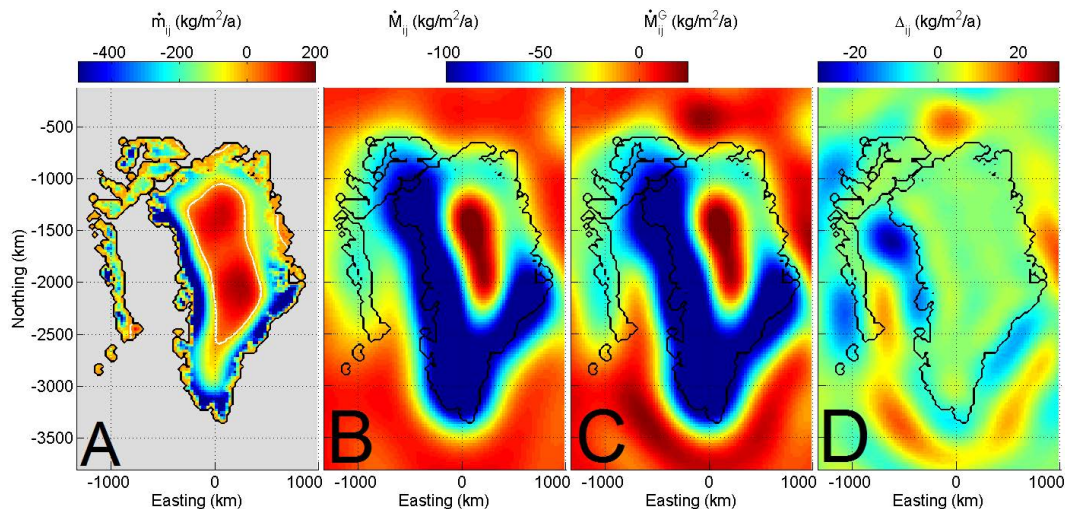 ṁij (kg/m²/a)
Ṁij (kg/m²/a)
ṀijG (kg/m²/a)
Δij (kg/m²/a)
-400 -200 0 200
-100 -50 0
-20 0 20
-500
-1000
-1500
-2000
-2500
-3000
-3500
Northing (km)
A
B
C
D
-1000 0 1000
-1000 0 1000
-1000 0 1000
-1000 0 1000
Easting (km)
Easting (km)
Easting (km)
Easting (km)